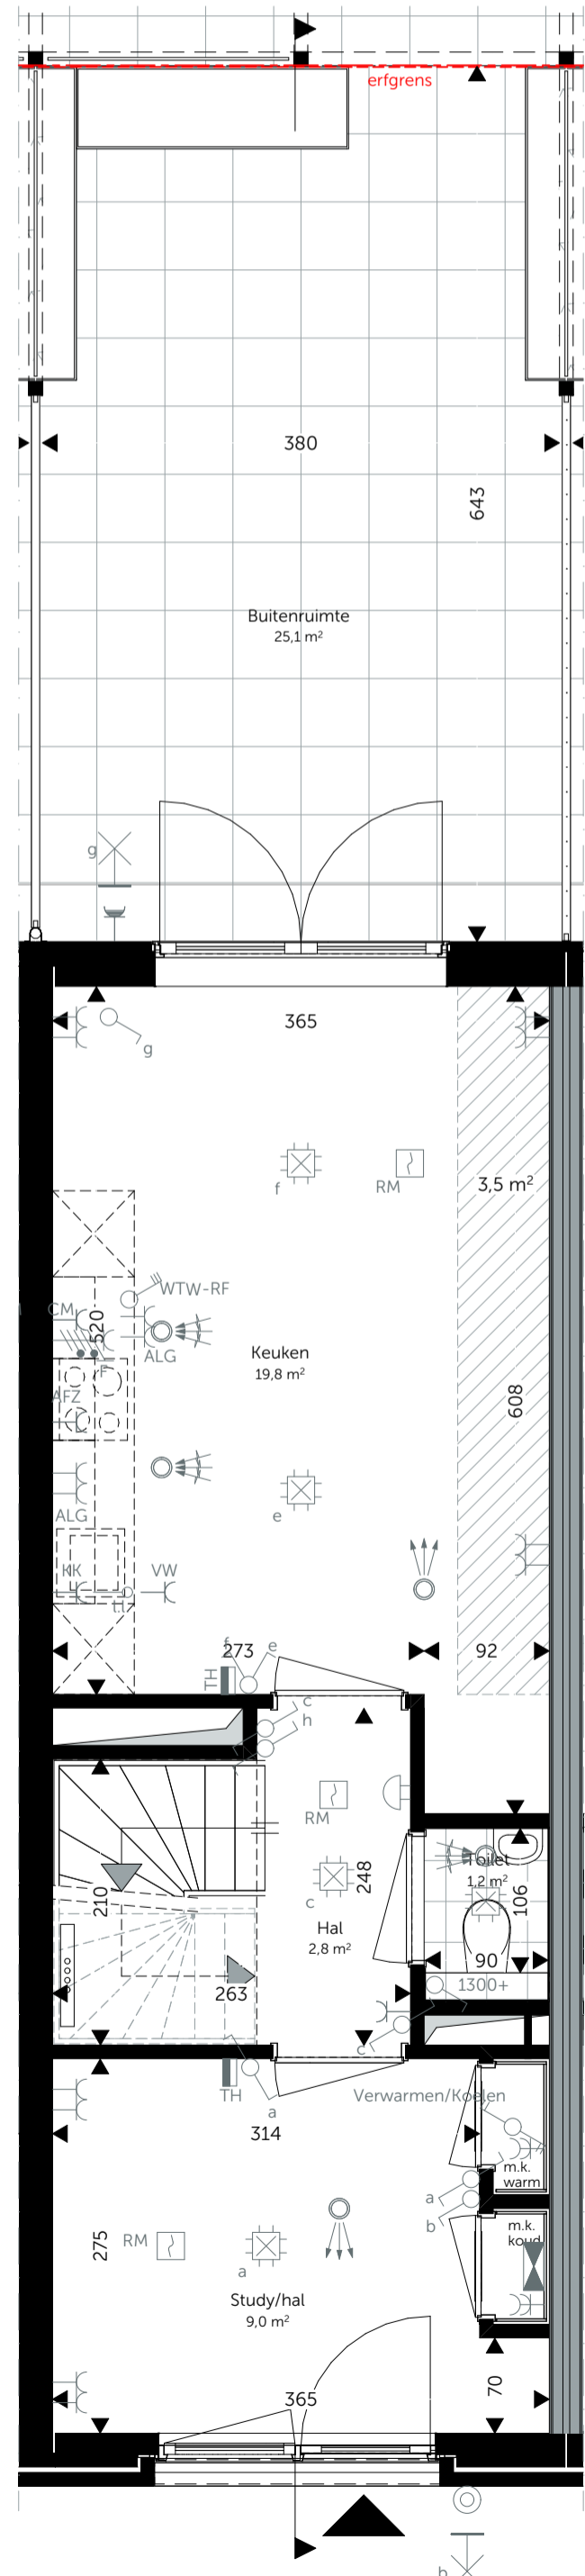 erfgrens
380
643
Buitenruimte
25,1 m²
g
365
g
f
RM
3,5 m²
WTW-RF
CM
520
ALG
F
Keuken
19,8 m²
AFZ
608
ALG
e
KK
VW
t.l.
f
273
e
92
TH
c
h
RM
Toilet
1,2 m²
248
c
210
106
Hal
2,8 m²
90
1300+
263
c
TH
a
Verwarmen/Koelen
314
m.k.
warm
a
b
m.k.
koud
275
RM
a
Study/hal
9,0 m²
70
365
b